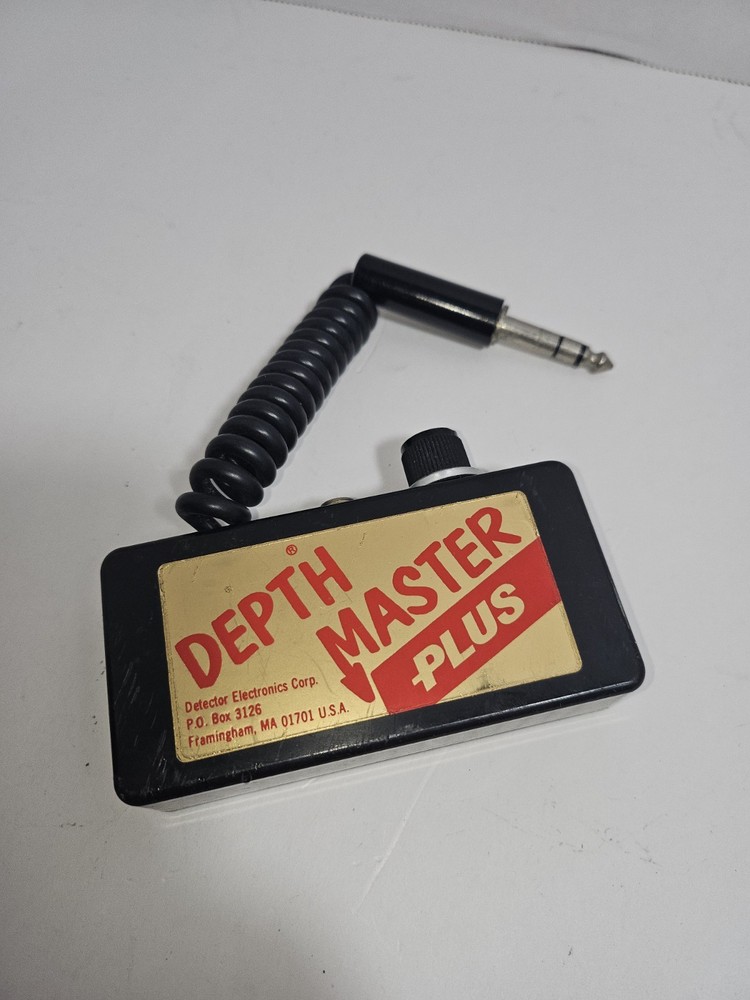 ®
DEPTH
MASTER
PLUS
Detector Electronics Corp.
P.O. Box 3126
Framingham, MA 01701 U.S.A.